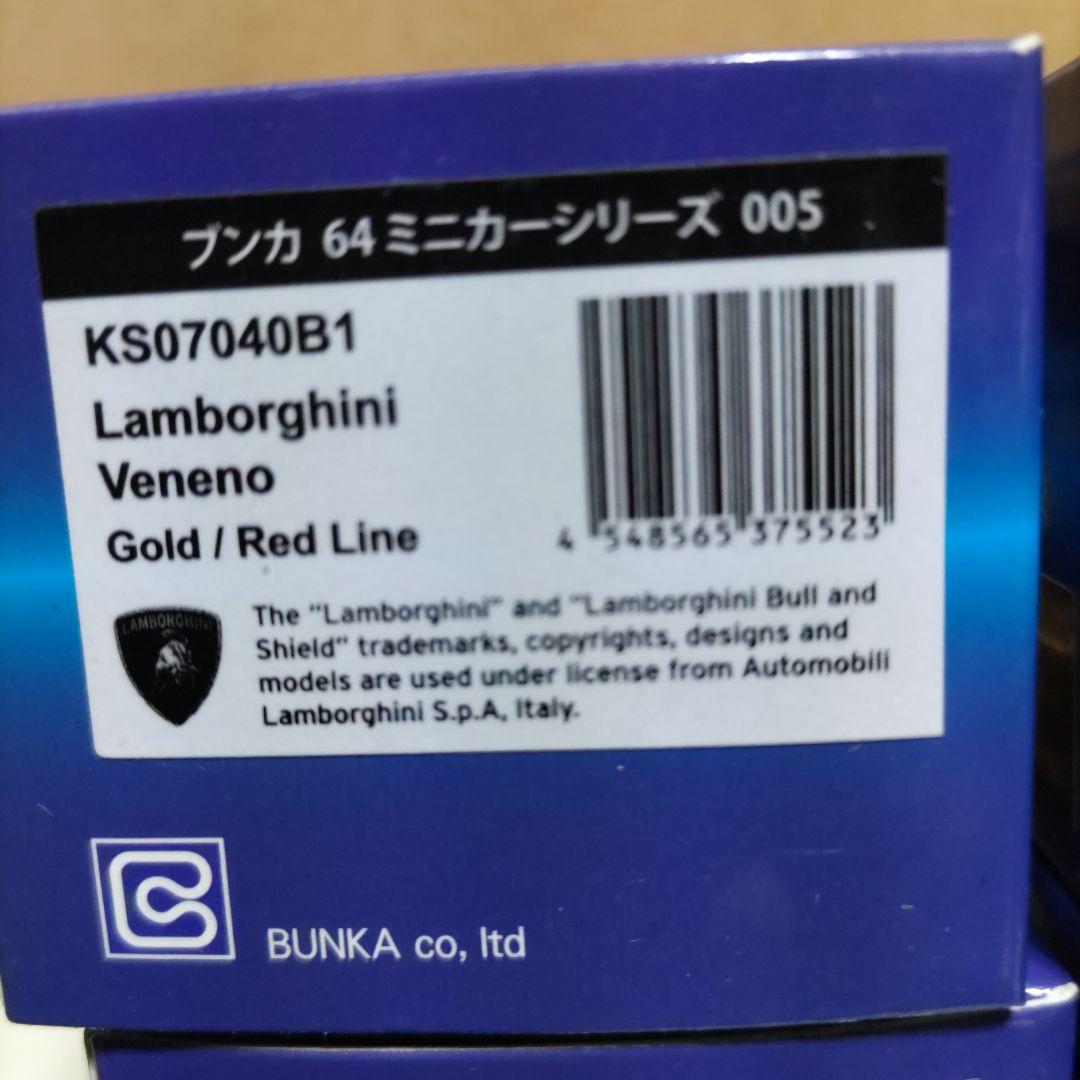 ブンカ 64 ミニカーシリーズ 005
KS07040B1
Lamborghini
Veneno
Gold / Red Line
4 548565 375523
LAMBORGHINI
The "Lamborghini" and "Lamborghini Bull and
Shield" trademarks, copyrights, designs and
models are used under license from Automobili
Lamborghini S.p.A, Italy.
BUNKA co, ltd